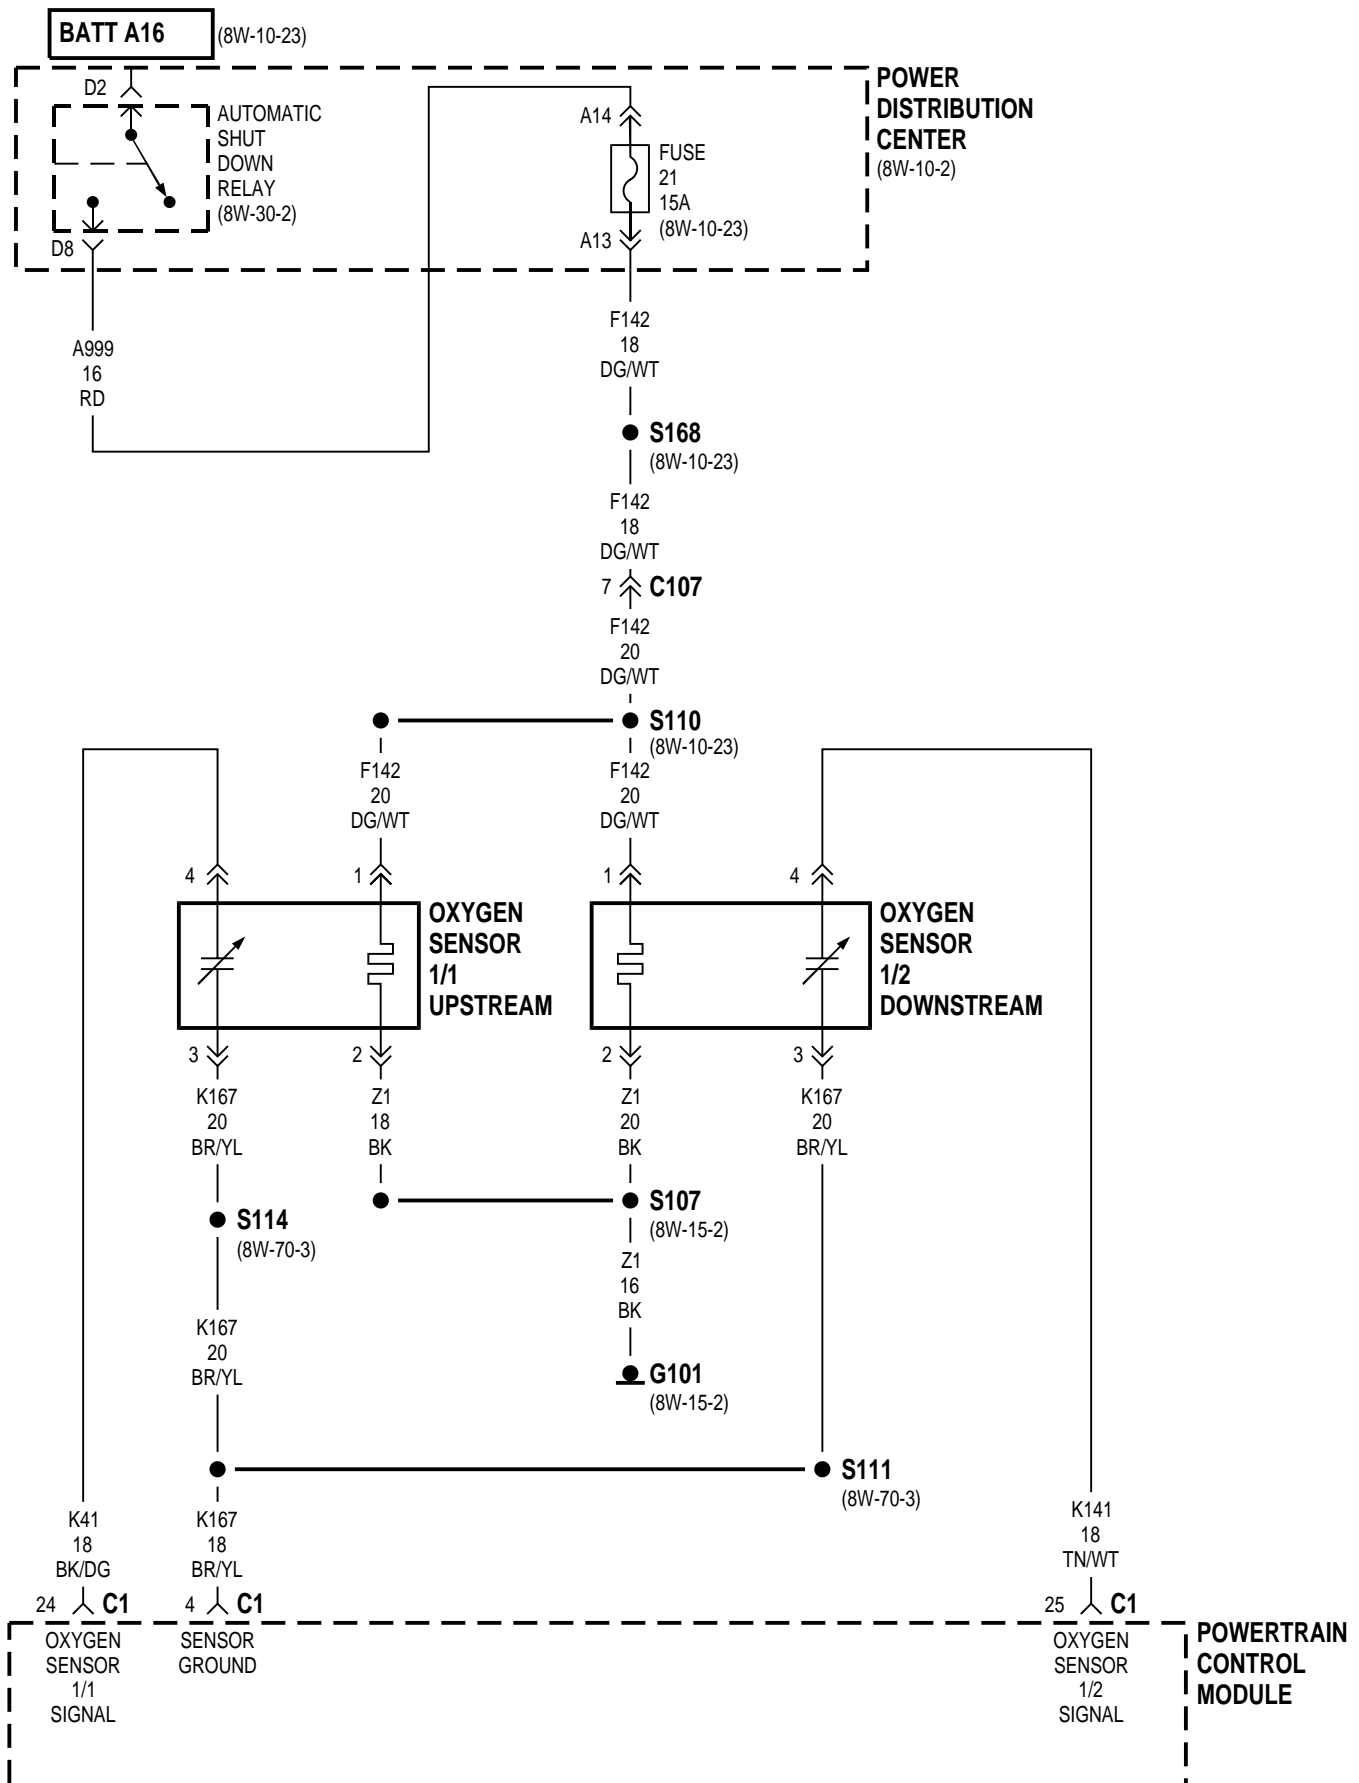 BATT A16 (8W-10-23)
POWER
DISTRIBUTION
CENTER
(8W-10-2)
D2
AUTOMATIC
SHUT
DOWN
RELAY
(8W-30-2)
D8
A14
FUSE
21
15A
(8W-10-23)
A13
A999
16
RD
F142
18
DG/WT
S168
(8W-10-23)
F142
18
DG/WT
7 C107
F142
20
DG/WT
S110
(8W-10-23)
F142
20
DG/WT
F142
20
DG/WT
4 1 1 4
OXYGEN
SENSOR
1/1
UPSTREAM
OXYGEN
SENSOR
1/2
DOWNSTREAM
3 2 2 3
K167
20
BR/YL
Z1
18
BK
Z1
20
BK
K167
20
BR/YL
S114
(8W-70-3)
S107
(8W-15-2)
Z1
16
BK
K167
20
BR/YL
G101
(8W-15-2)
S111
(8W-70-3)
K41
18
BK/DG
K167
18
BR/YL
K141
18
TN/WT
24 C1 4 C1 25 C1
OXYGEN
SENSOR
1/1
SIGNAL
SENSOR
GROUND
OXYGEN
SENSOR
1/2
SIGNAL
POWERTRAIN
CONTROL
MODULE